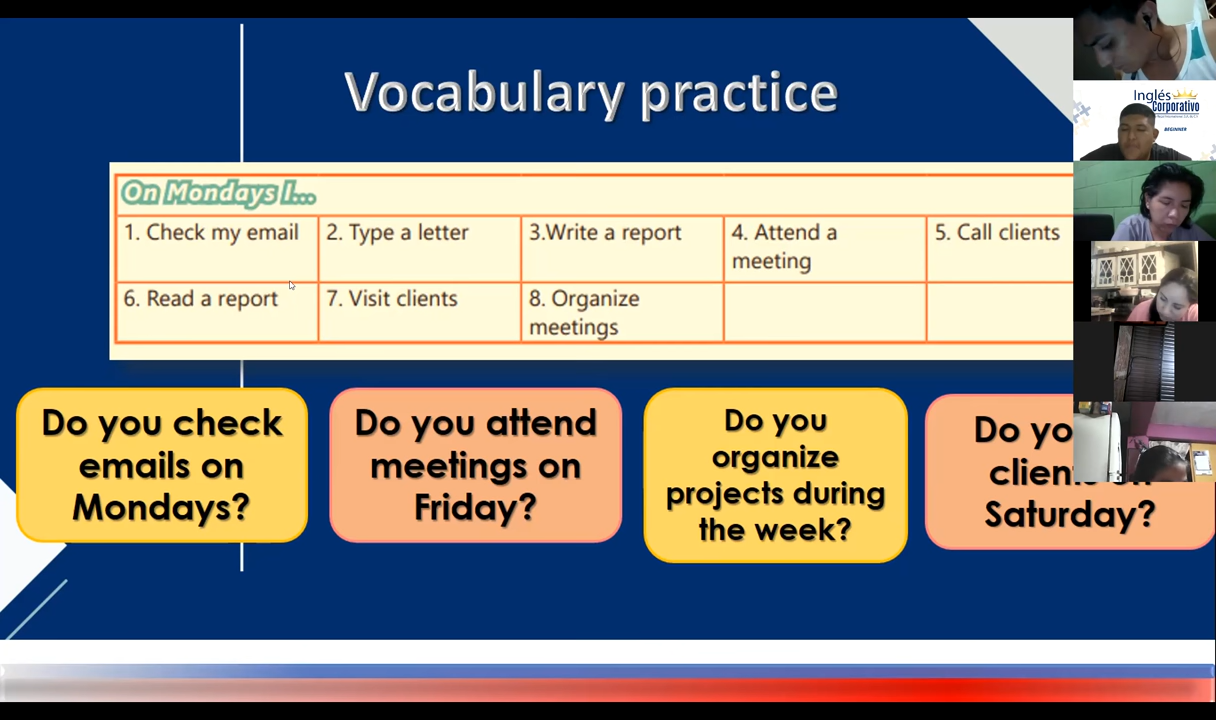 Vocabulary practice
On Mondays I...
1. Check my email
2. Type a letter
3.Write a report
4. Attend a
meeting
5. Call clients
6. Read a report
7. Visit clients
8. Organize
meetings
Do you check
emails on
Mondays?
Do you attend
meetings on
Friday?
Do you
organize
projects during
the week?
Do
Saturday?
Inglés
Corporativo
BEGINNER